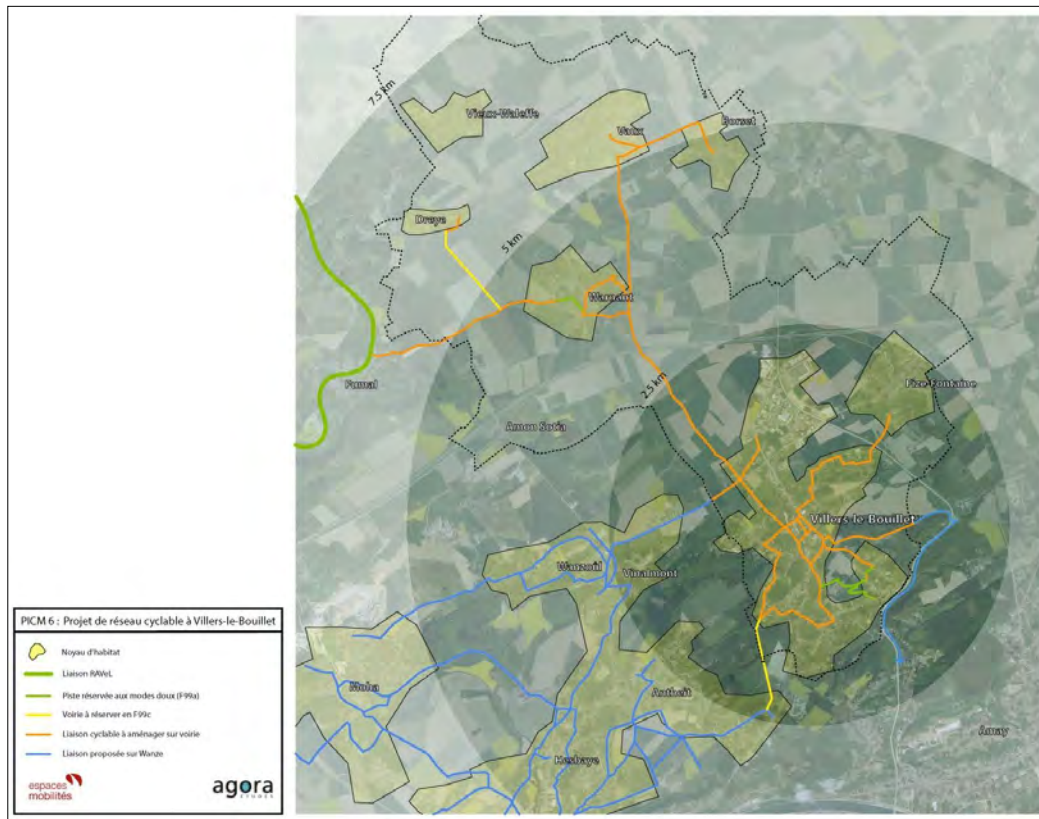 7.5 km
Vieux-Waleffe
Vaux
Borset
Dreye
5 km
Warnant
Fumal
2.5 km
Fize-Fontaine
Amon Sotia
Villers-le-Bouillet
Wanzoûl
Vinalmont
Moha
Antheit
Amay
PICM 6 : Projet de réseau cyclable à Villers-le-Bouillet
Noyau d'habitat
Liaison RAVeL
Piste réservée aux modes doux (F99a)
Voirie à réserver en F99c
Liaison cyclable à aménager sur voirie
Liaison proposée sur Wanze
espaces
mobilités
agora